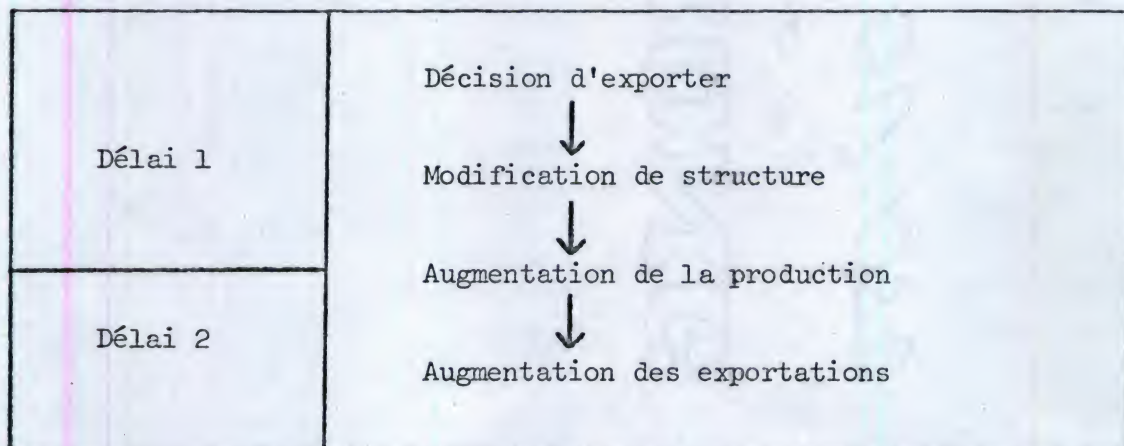 Décision d'exporter
Délai 1
Modification de structure
Augmentation de la production
Délai 2
Augmentation des exportations